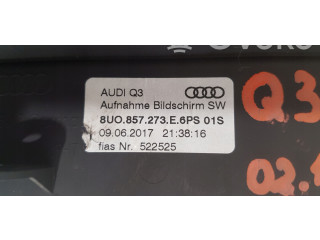 AUDI Q3
Aufnahme Bildschirm SW
8U0.857.273.E.6PS 01S
09.06.2017 21:38:16
fias Nr. 522525
Q3
02.